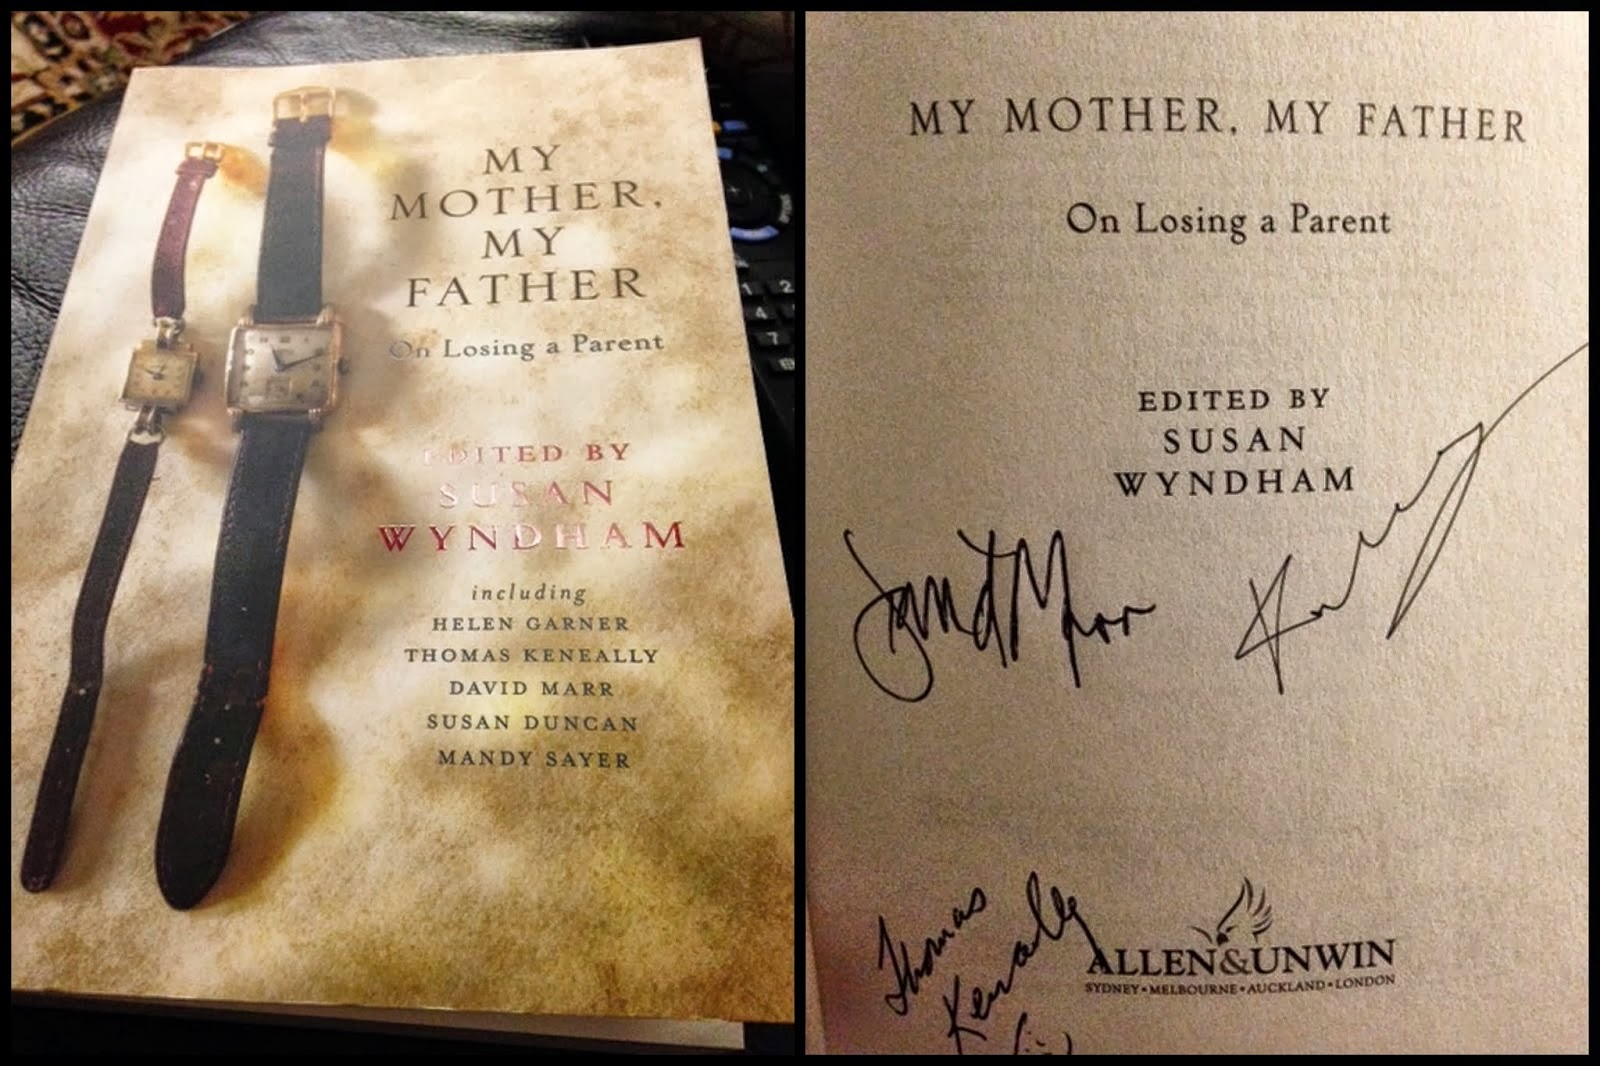 MY
MOTHER,
MY
FATHER
On Losing a Parent
EDITED BY
SUSAN
WYNDHAM
including
HELEN GARNER
THOMAS KENEALLY
DAVID MARR
SUSAN DUNCAN
MANDY SAYER
MY MOTHER, MY FATHER
On Losing a Parent
EDITED BY
SUSAN
WYNDHAM
Thomas
Keneally
ALLEN&UNWIN
SYDNEY•MELBOURNE•AUCKLAND•LONDON